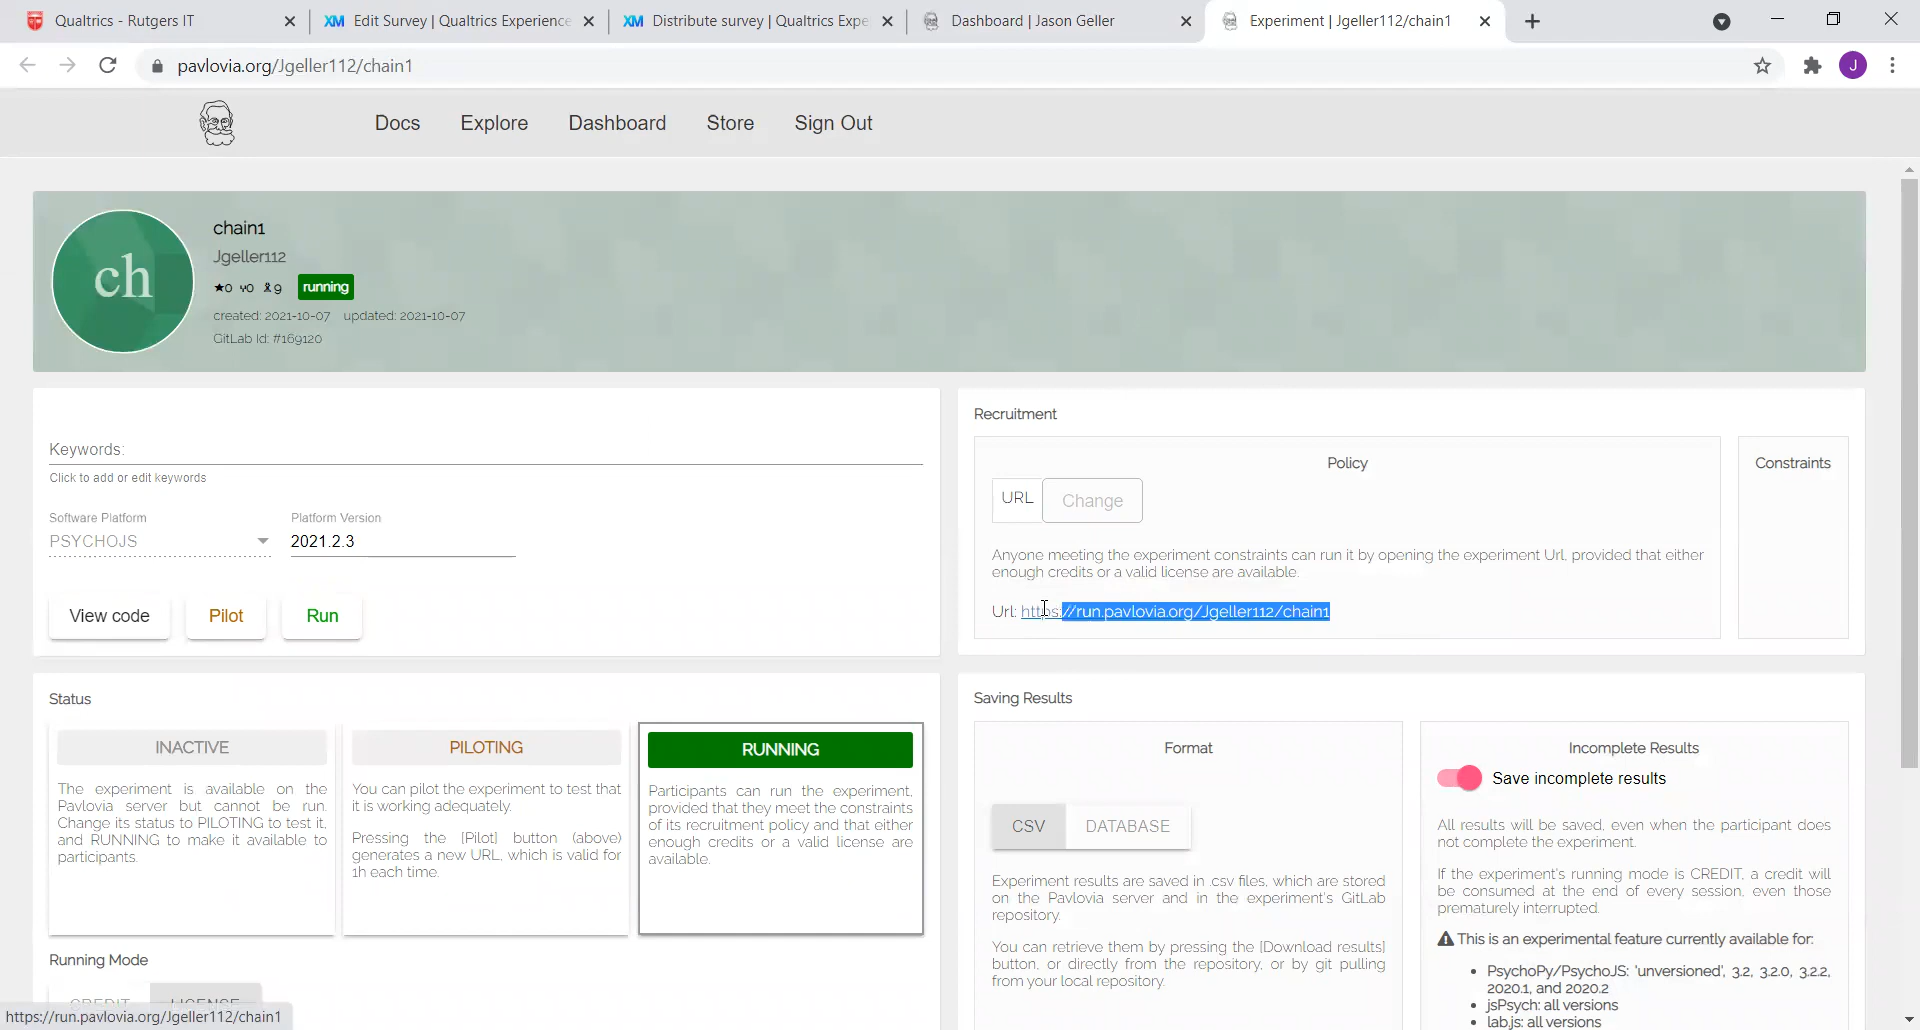 Qualtrics - Rutgers IT
Edit Survey | Qualtrics Experience
Distribute survey | Qualtrics Expe
Dashboard | Jason Geller
Experiment | Jgeller112/chain1
pavlovia.org/Jgeller112/chain1
J
Docs
Explore
Dashboard
Store
Sign Out
ch
chain1
Jgeller112
0 0 9 running
created: 2021-10-07 updated: 2021-10-07
GitLab Id: #169120
Keywords:
Click to add or edit keywords
Software Platform
Platform Version
PSYCHOJS
2021.2.3
View code
Pilot
Run
Recruitment
Policy
Constraints
URL
Change
Anyone meeting the experiment constraints can run it by opening the experiment Url, provided that either
enough credits or a valid license are available.
Url: https://run.pavlovia.org/Jgeller112/chain1
Status
INACTIVE
The experiment is available on the
Pavlovia server but cannot be run.
Change its status to PILOTING to test it,
and RUNNING to make it available to
participants.
PILOTING
You can pilot the experiment to test that
it is working adequately.
Pressing the [Pilot] button (above)
generates a new URL, which is valid for
1h each time.
RUNNING
Participants can run the experiment,
provided that they meet the constraints
of its recruitment policy and that either
enough credits or a valid license are
available.
Running Mode
CREDIT
LICENSE
Saving Results
Format
CSV
DATABASE
Experiment results are saved in .csv files, which are stored
on the Pavlovia server and in the experiment's GitLab
repository.
You can retrieve them by pressing the [Download results]
button, or directly from the repository, or by git pulling
from your local repository.
Incomplete Results
Save incomplete results
All results will be saved, even when the participant does
not complete the experiment.
If the experiment's running mode is CREDIT, a credit will
be consumed at the end of every session, even those
prematurely interrupted.
This is an experimental feature currently available for:
PsychoPy/PsychoJS: 'unversioned', 3.2, 3.2.0, 3.2.2,
2020.1, and 2020.2
jsPsych: all versions
lab.js: all versions
https://run.pavlovia.org/Jgeller112/chain1